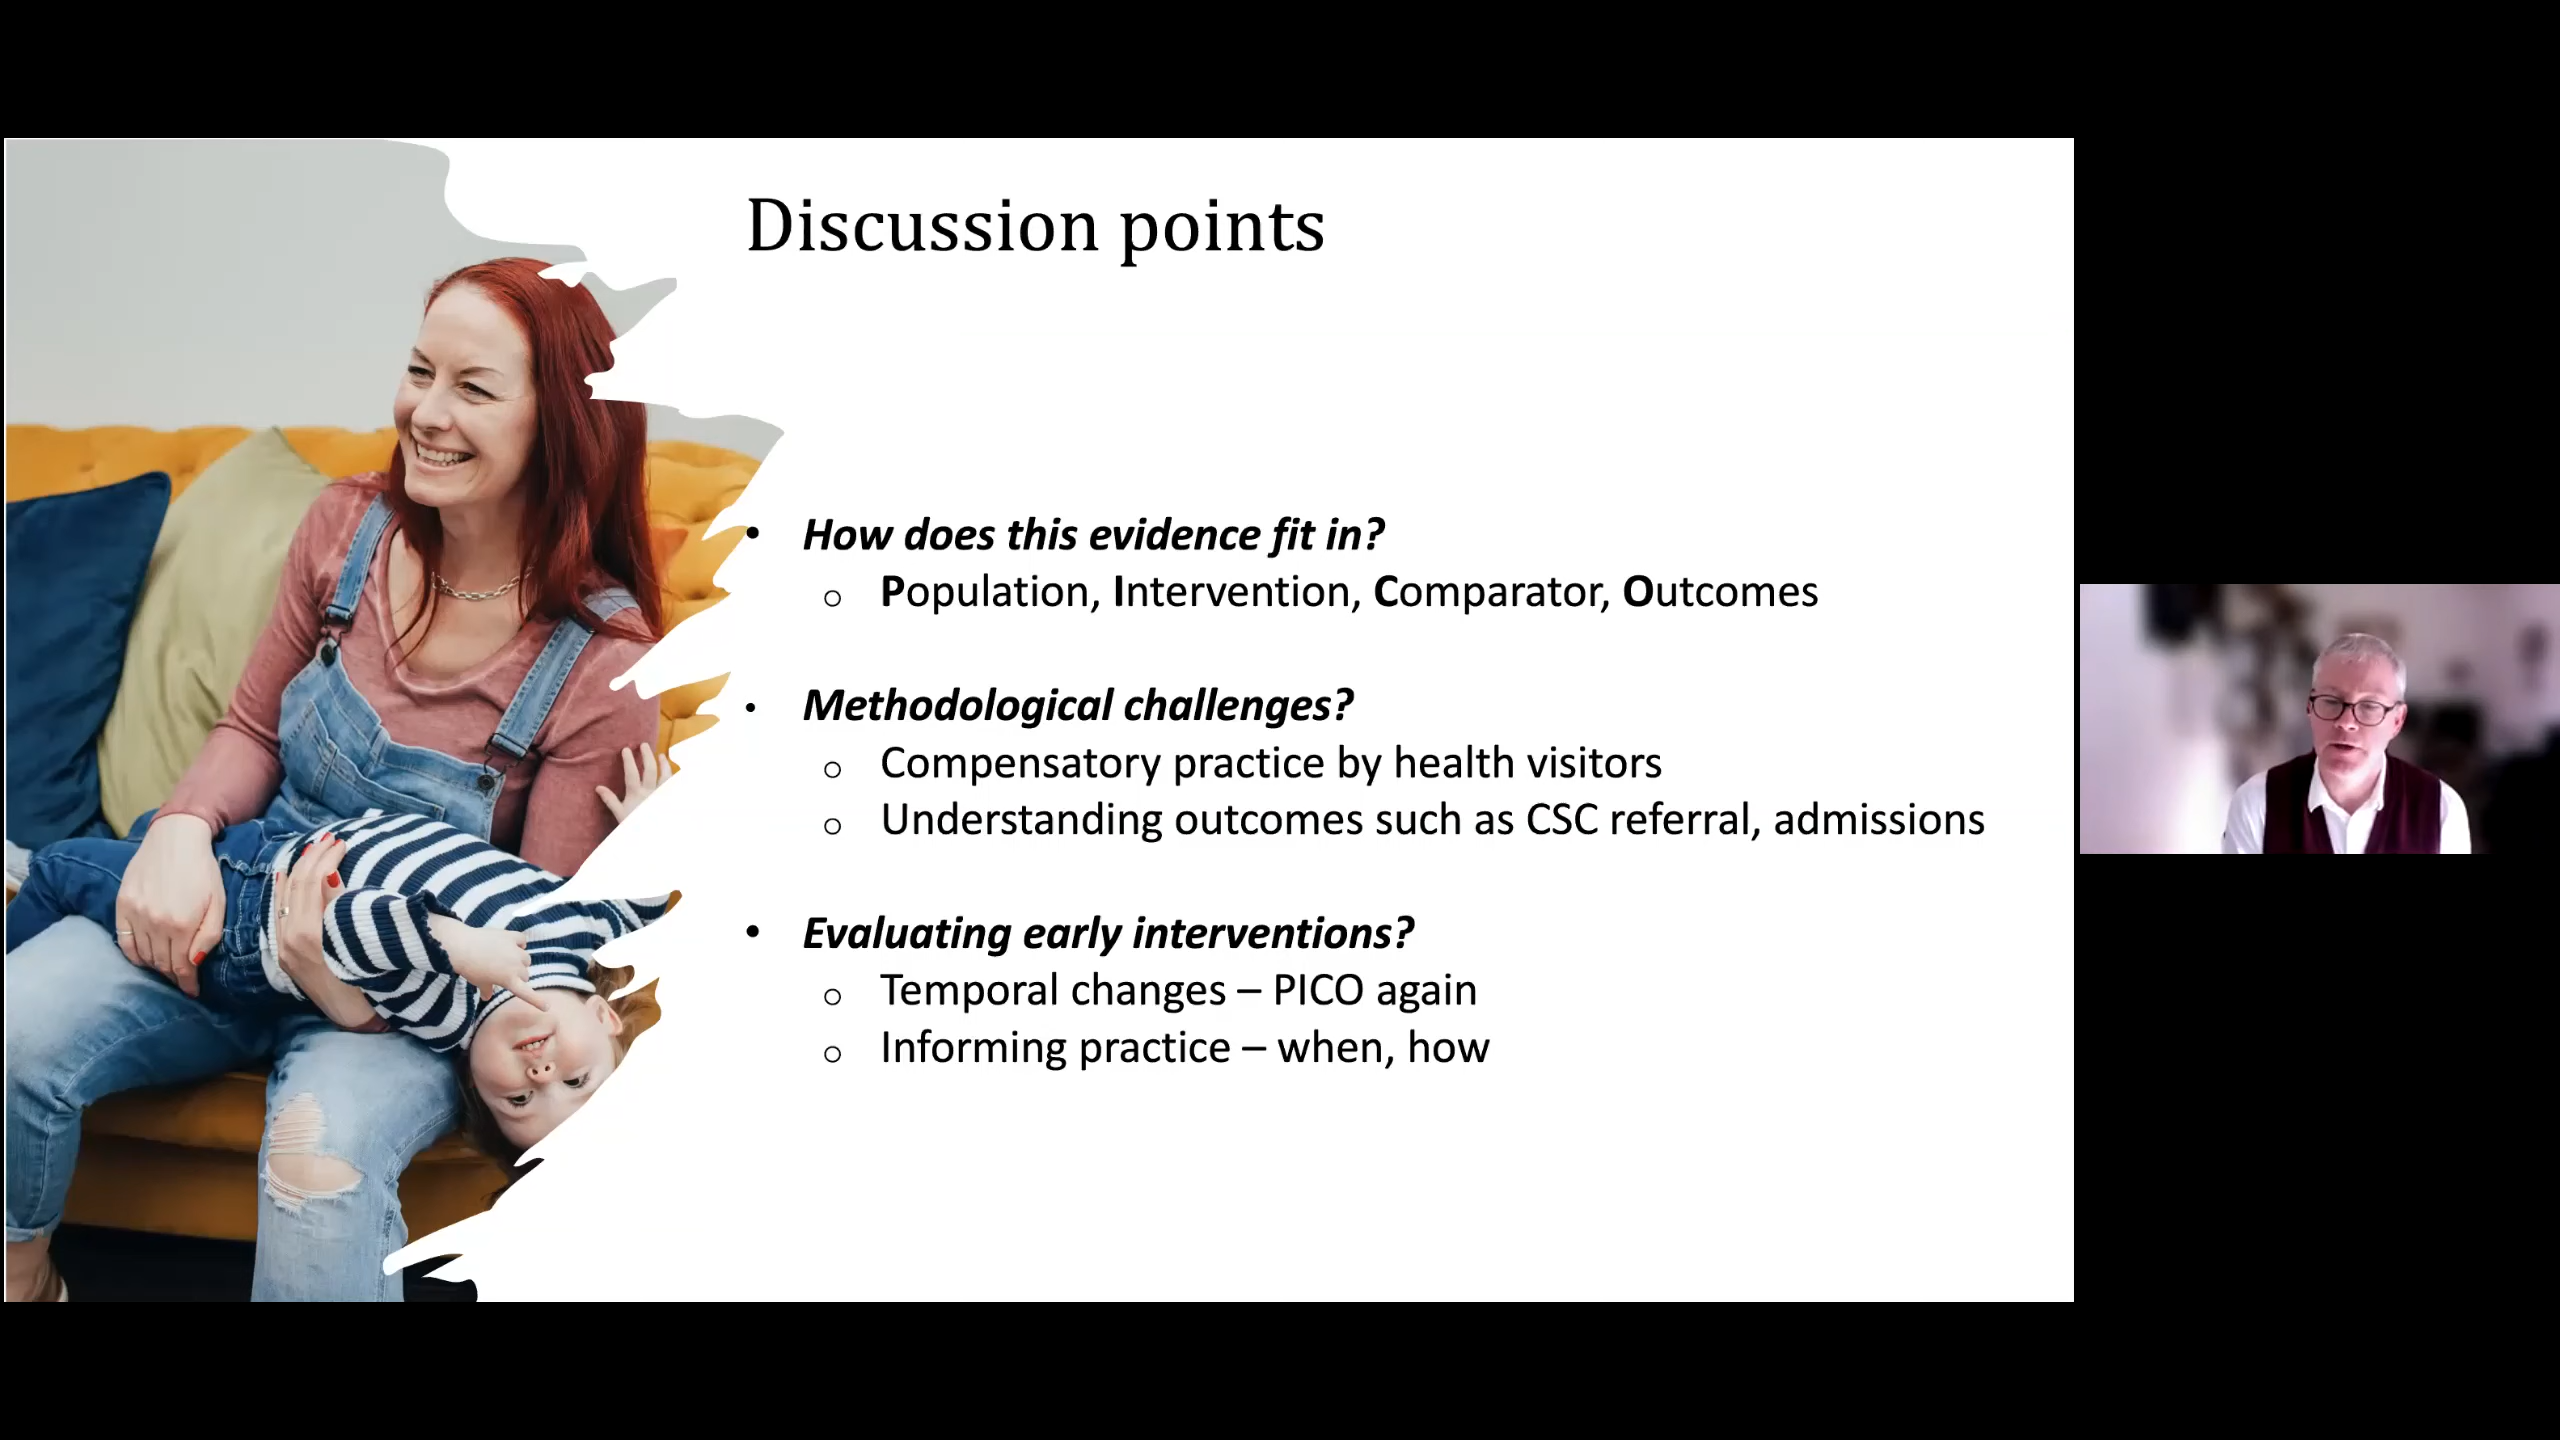 Discussion points
• How does this evidence fit in?
o Population, Intervention, Comparator, Outcomes
• Methodological challenges?
o Compensatory practice by health visitors
o Understanding outcomes such as CSC referral, admissions
• Evaluating early interventions?
o Temporal changes – PICO again
o Informing practice – when, how